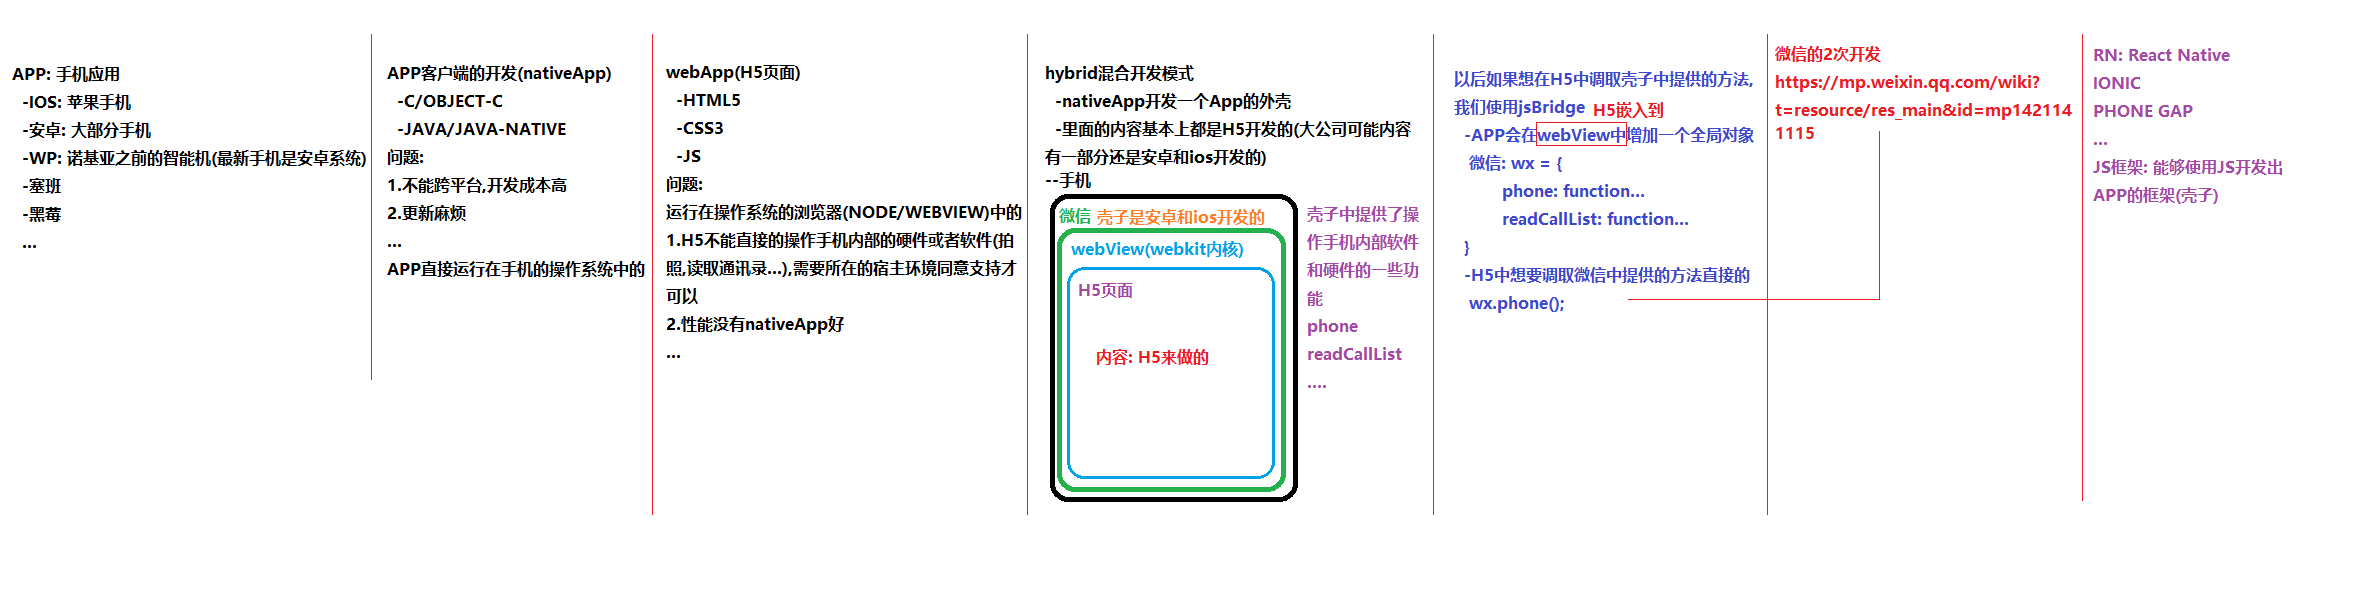 APP: 手机应用
-IOS: 苹果手机
-安卓: 大部分手机
-WP: 诺基亚之前的智能机(最新手机是安卓系统)
-塞班
-黑莓
...
APP客户端的开发(nativeApp)
-C/OBJECT-C
-JAVA/JAVA-NATIVE
问题:
1.不能跨平台,开发成本高
2.更新麻烦
...
APP直接运行在手机的操作系统中的
webApp(H5页面)
-HTML5
-CSS3
-JS
问题:
运行在操作系统的浏览器(NODE/WEBVIEW)中的
1.H5不能直接的操作手机内部的硬件或者软件(拍
照,读取通讯录...),需要所在的宿主环境同意支持才
可以
2.性能没有nativeApp好
...
hybrid混合开发模式
-nativeApp开发一个App的外壳
-里面的内容基本上都是H5开发的(大公司可能内容
有一部分还是安卓和ios开发的)
--手机
微信 壳子是安卓和ios开发的
webView(webkit内核)
H5页面
内容: H5来做的
壳子中提供了操
作手机内部软件
和硬件的一些功
能
phone
readCallList
....
以后如果想在H5中调取壳子中提供的方法,
我们使用jsBridge H5嵌入到
-APP会在webView中增加一个全局对象
微信: wx = {
phone: function...
readCallList: function...
}
-H5中想要调取微信中提供的方法直接的
wx.phone();
微信的2次开发
https://mp.weixin.qq.com/wiki?
t=resource/res_main&id=mp142114
1115
RN: React Native
IONIC
PHONE GAP
...
JS框架: 能够使用JS开发出
APP的框架(壳子)